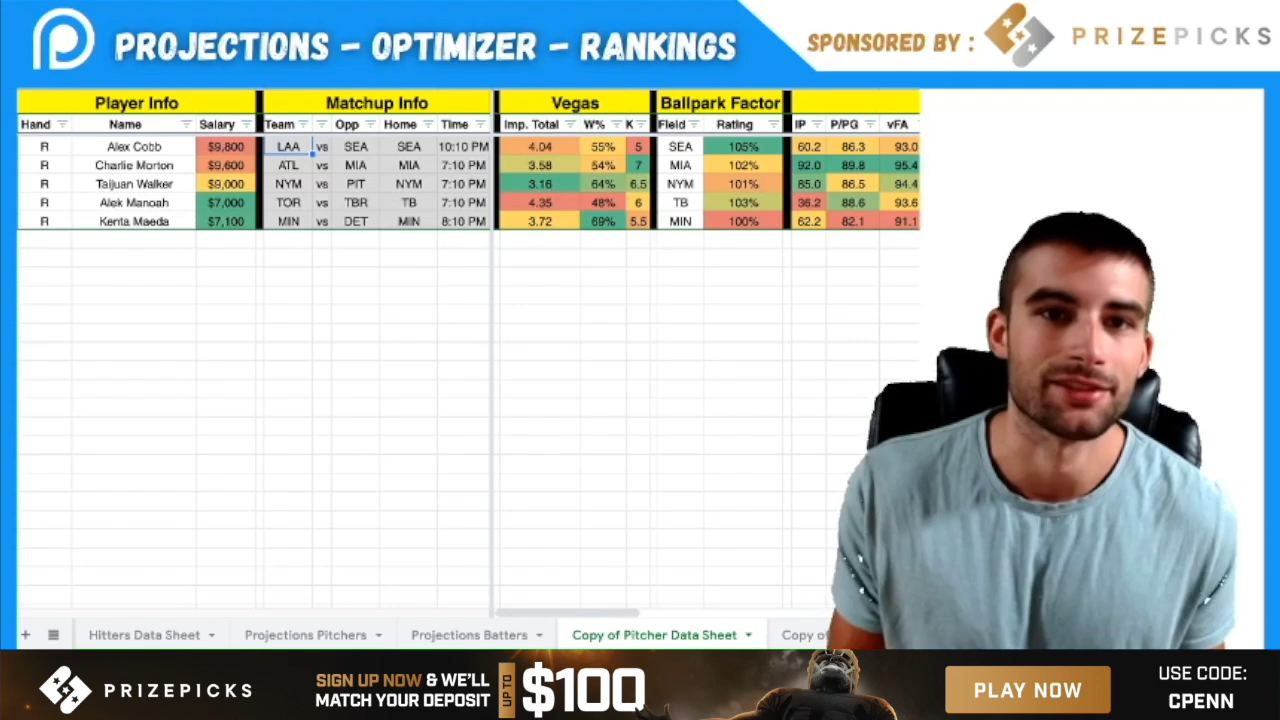 PROJECTIONS – OPTIMIZER – RANKINGS
SPONSORED BY : PRIZEPICKS
Player Info Matchup Info Vegas Ballpark Factor
Hand Name Salary Team Opp Home Time Imp. Total W% K Field Rating IP P/PG vFA
R Alex Cobb $9,800 LAA vs SEA SEA 10:10 PM 4.04 55% 5 SEA 105% 60.2 86.3 93.0
R Charlie Morton $9,600 ATL vs MIA MIA 7:10 PM 3.58 54% 7 MIA 102% 92.0 89.8 95.4
R Taijuan Walker $9,000 NYM vs PIT NYM 7:10 PM 3.16 64% 6.5 NYM 101% 85.0 86.5 94.4
R Alek Manoah $7,000 TOR vs TBR TB 7:10 PM 4.35 48% 6 TB 103% 36.2 88.6 93.6
R Kenta Maeda $7,100 MIN vs DET MIN 8:10 PM 3.72 69% 5.5 MIN 100% 62.2 82.1 91.1
+ Hitters Data Sheet Projections Pitchers Projections Batters Copy of Pitcher Data Sheet Copy of
PRIZEPICKS
SIGN UP NOW & WE'LL
MATCH YOUR DEPOSIT
UP TO
$100
PLAY NOW
USE CODE:
CPENN